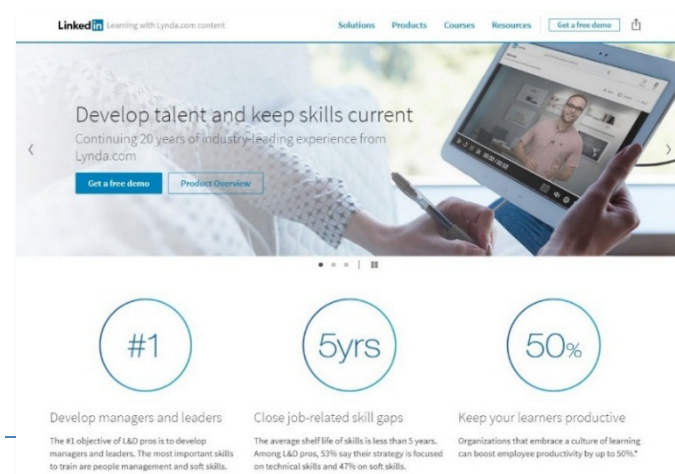 Linked in Learning with Lynda.com content
Solutions Products Courses Resources Get a free demo
Develop talent and keep skills current
Continuing 20 years of industry-leading experience from
Lynda.com
Get a free demo Product Overview
#1
5yrs
50%
Develop managers and leaders
The #1 objective of L&D pros is to develop
managers and leaders. The most important skills
to train are people management and soft skills.
Close job-related skill gaps
The average shelf life of skills is less than 5 years.
Among L&D pros, 53% say their strategy is focused
on technical skills and 47% on soft skills.
Keep your learners productive
Organizations that embrace a culture of learning
can boost employee productivity by up to 50%.*